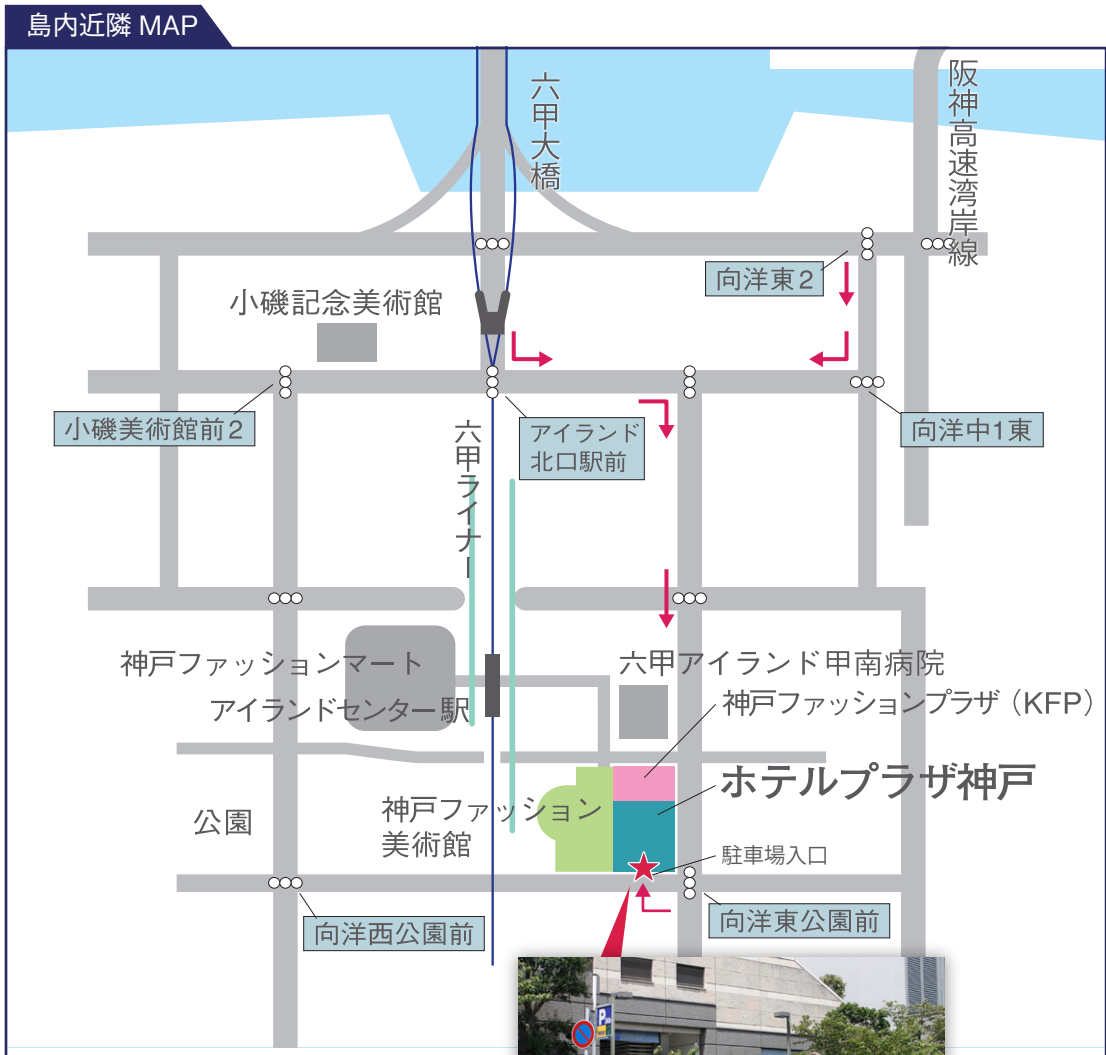 島内近隣 MAP
六甲大橋
阪神高速湾岸線
向洋東2
小磯記念美術館
小磯美術館前2
アイランド
北口駅前
向洋中1東
六甲ライナー
神戸ファッションマート
六甲アイランド甲南病院
アイランドセンター駅
神戸ファッションプラザ（KFP）
ホテルプラザ神戸
公園
神戸ファッション
美術館
駐車場入口
向洋西公園前
向洋東公園前
P